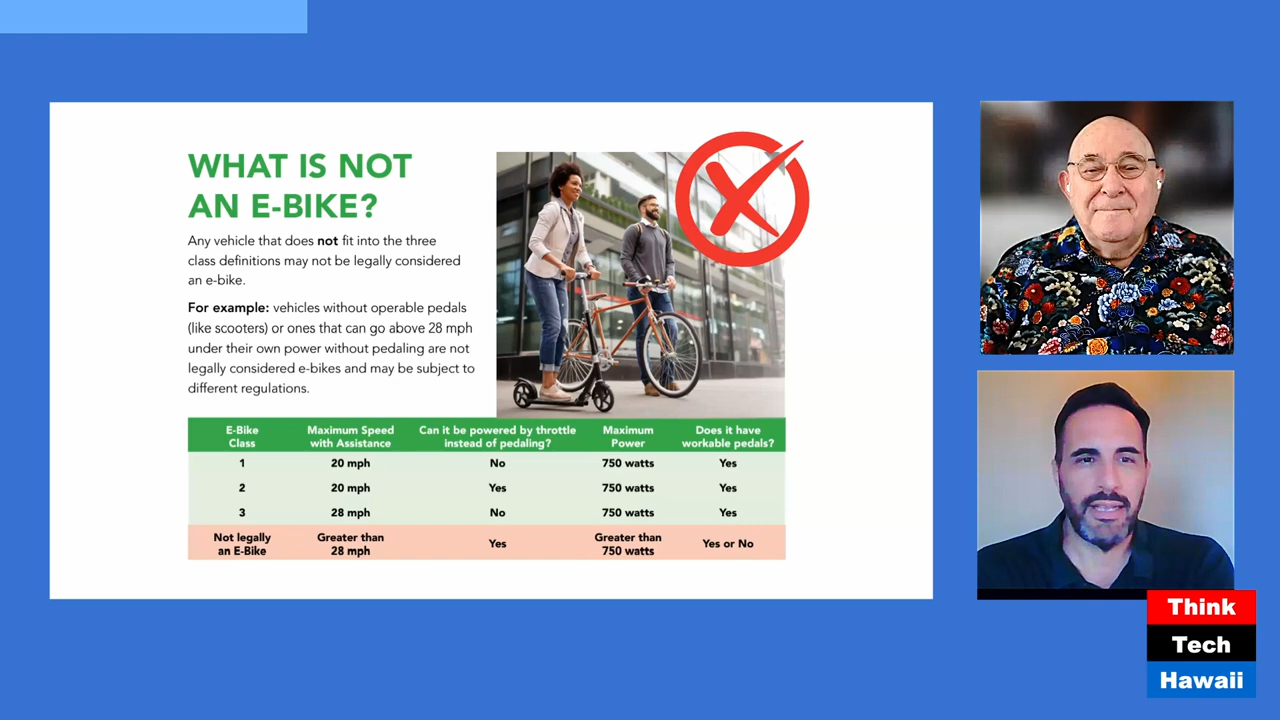 WHAT IS NOT
AN E-BIKE?
Any vehicle that does not fit into the three
class definitions may not be legally considered
an e-bike.
For example: vehicles without operable pedals
(like scooters) or ones that can go above 28 mph
under their own power without pedaling are not
legally considered e-bikes and may be subject to
different regulations.
E-Bike Class Maximum Speed with Assistance Can it be powered by throttle instead of pedaling? Maximum Power Does it have workable pedals?
1 20 mph No 750 watts Yes
2 20 mph Yes 750 watts Yes
3 28 mph No 750 watts Yes
Not legally an E-Bike Greater than 28 mph Yes Greater than 750 watts Yes or No
Think
Tech
Hawaii